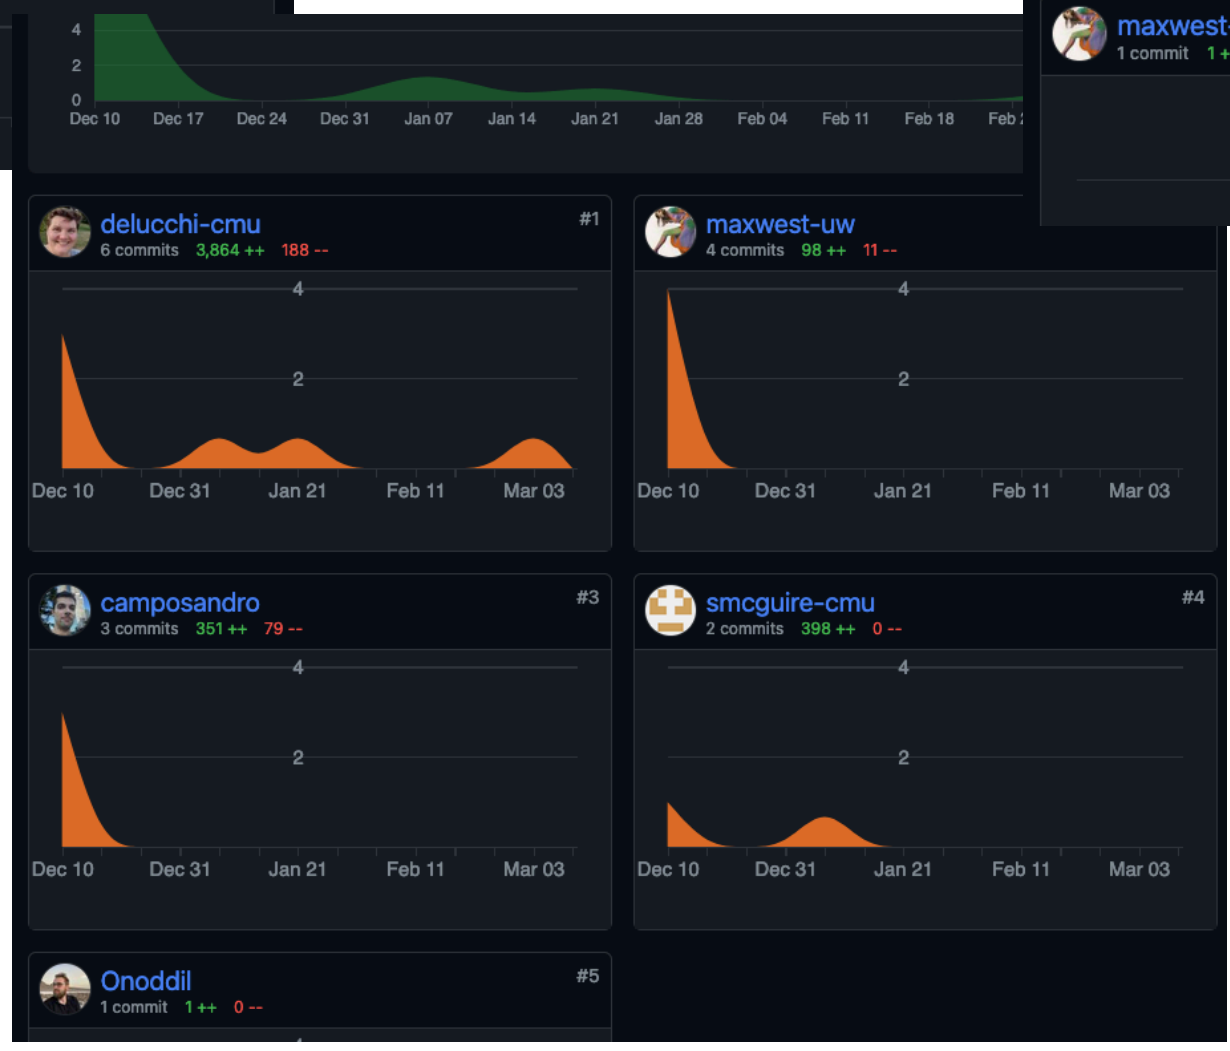 4
2
0
Dec 10 Dec 17 Dec 24 Dec 31 Jan 07 Jan 14 Jan 21 Jan 28 Feb 04 Feb 11 Feb 18 Feb
maxwest-
1 commit 1 +
delucchi-cmu #1
6 commits 3,864 ++ 188 --
4
2
Dec 10 Dec 31 Jan 21 Feb 11 Mar 03
maxwest-uw
4 commits 98 ++ 11 --
4
2
Dec 10 Dec 31 Jan 21 Feb 11 Mar 03
camposandro #3
3 commits 351 ++ 79 --
4
2
Dec 10 Dec 31 Jan 21 Feb 11 Mar 03
smcguire-cmu #4
2 commits 398 ++ 0 --
4
2
Dec 10 Dec 31 Jan 21 Feb 11 Mar 03
Onoddil #5
1 commit 1 ++ 0 --